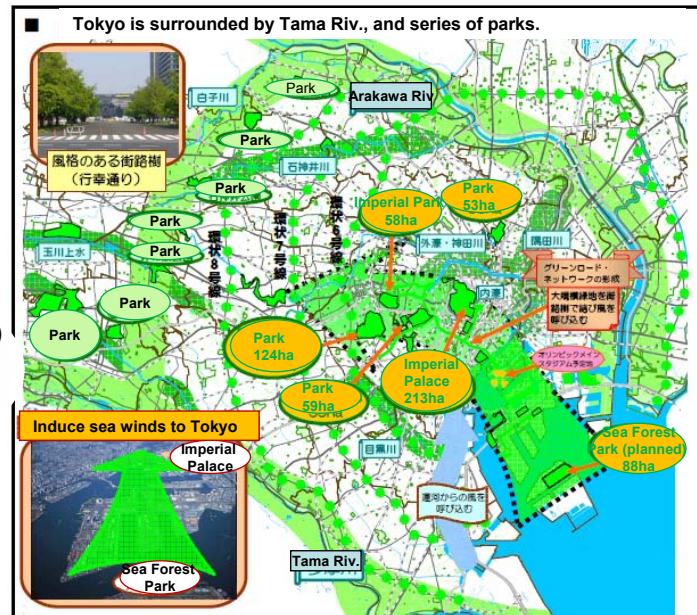 ■ Tokyo is surrounded by Tama Riv., and series of parks.
風格のある街路樹
（行幸通り）
白子川
Park
Arakawa Riv
Park
石神井川
Park
Imperial Park
58ha
Park
53ha
Park
Park
玉川上水
環状８号線
環状７号線
環状６号線
外濠・神田川
隅田川
グリーンロード・
ネットワークの形成
大規模緑地を街
路樹で結び風を
呼び込む
内濠
Park
Park
Park
124ha
Park
59ha
Imperial
Palace
213ha
オリンピックメイン
スタジアム予定地
Sea Forest
Park (planned)
88ha
目黒川
運河からの風を
呼び込む
Induce sea winds to Tokyo
Imperial
Palace
Sea Forest
Park
Tama Riv.